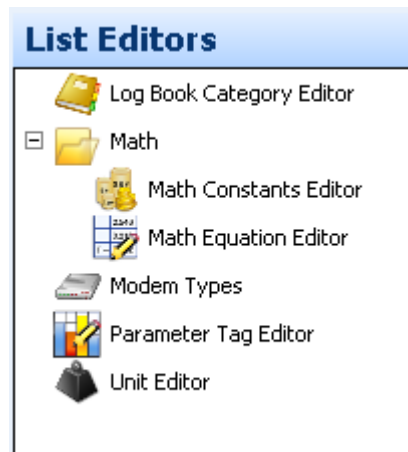 List Editors
Log Book Category Editor
Math
Math Constants Editor
Math Equation Editor
Modem Types
Parameter Tag Editor
Unit Editor